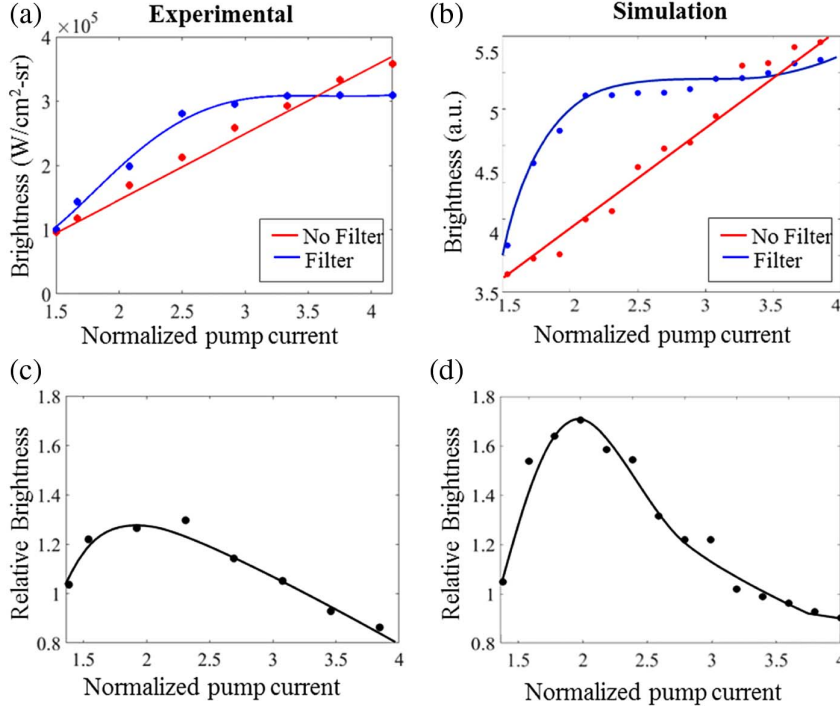 (a) Experimental
×10⁵
Brightness (W/cm²-sr)
4
3
2
1
0
No Filter
Filter
1.5 2 2.5 3 3.5 4
Normalized pump current
(b) Simulation
Brightness (a.u.)
5.5
5
4.5
4
3.5
No Filter
Filter
1.5 2 2.5 3 3.5 4
Normalized pump current
(c)
Relative Brightness
1.8
1.6
1.4
1.2
1
0.8
1.5 2 2.5 3 3.5 4
Normalized pump current
(d)
Relative Brightness
1.8
1.6
1.4
1.2
1
0.8
1.5 2 2.5 3 3.5 4
Normalized pump current